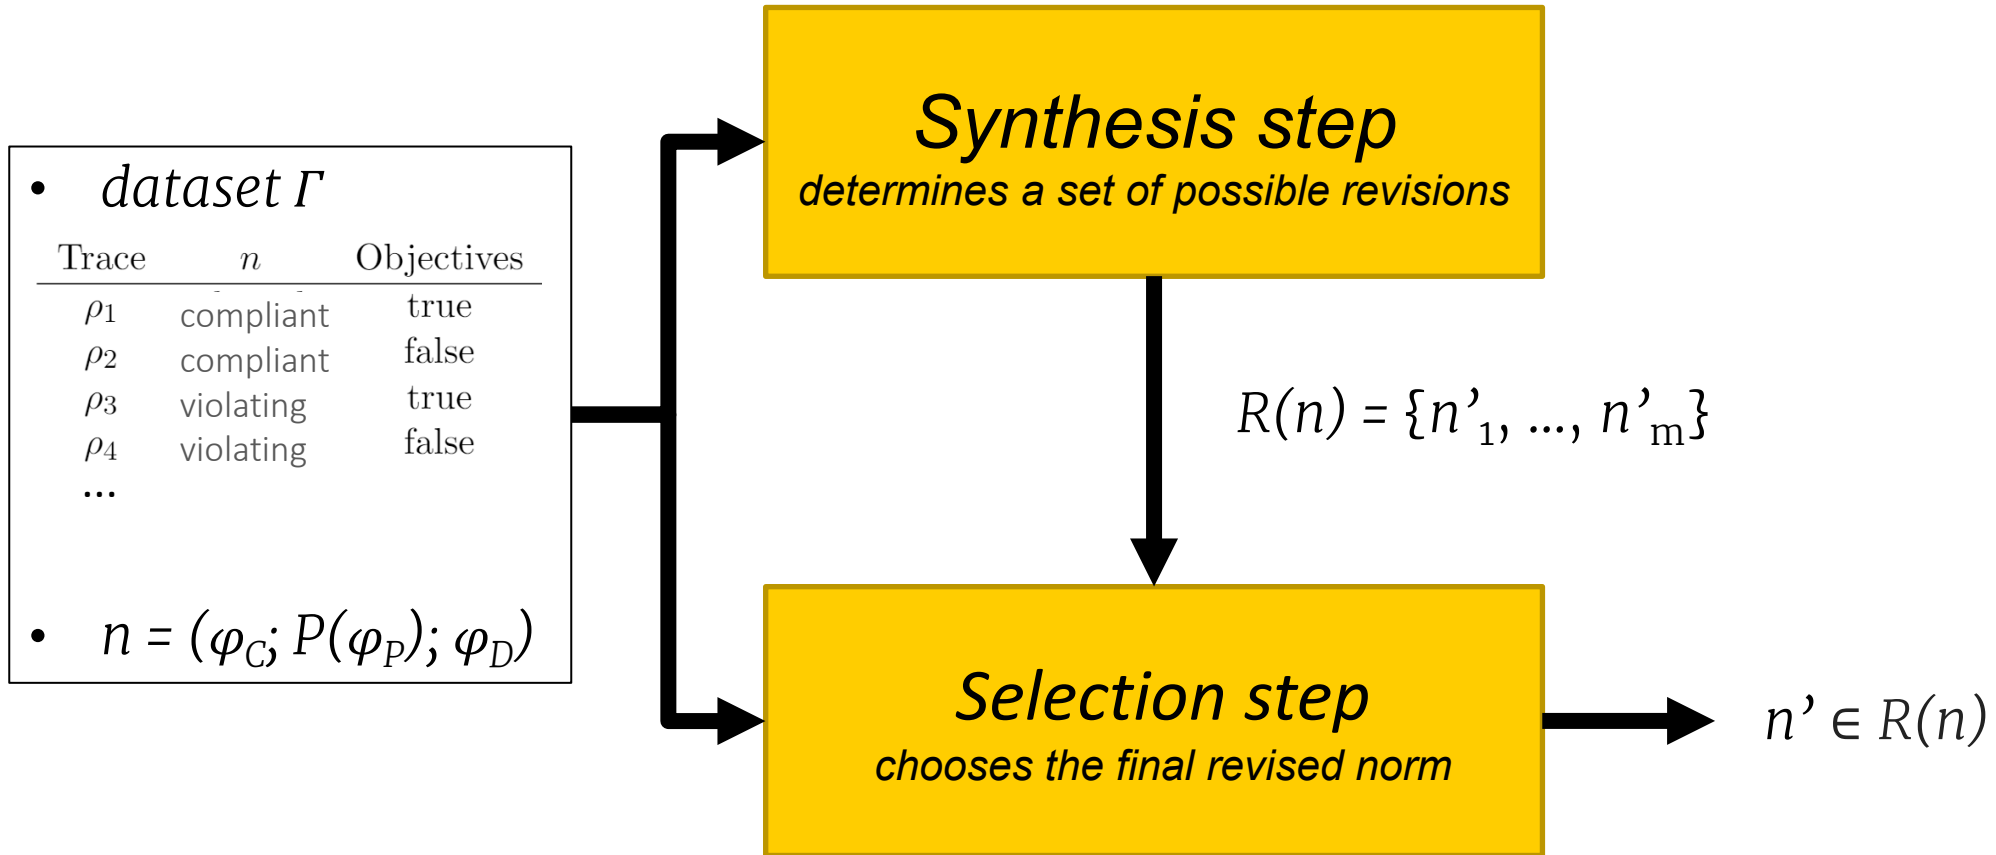 • dataset Γ
Trace n Objectives
ρ1 compliant true
ρ2 compliant false
ρ3 violating true
ρ4 violating false
...
• n = (φC; P(φP); φD)
Synthesis step
determines a set of possible revisions
R(n) = {n’1, ..., n’m}
Selection step
chooses the final revised norm
n’ ∈ R(n)